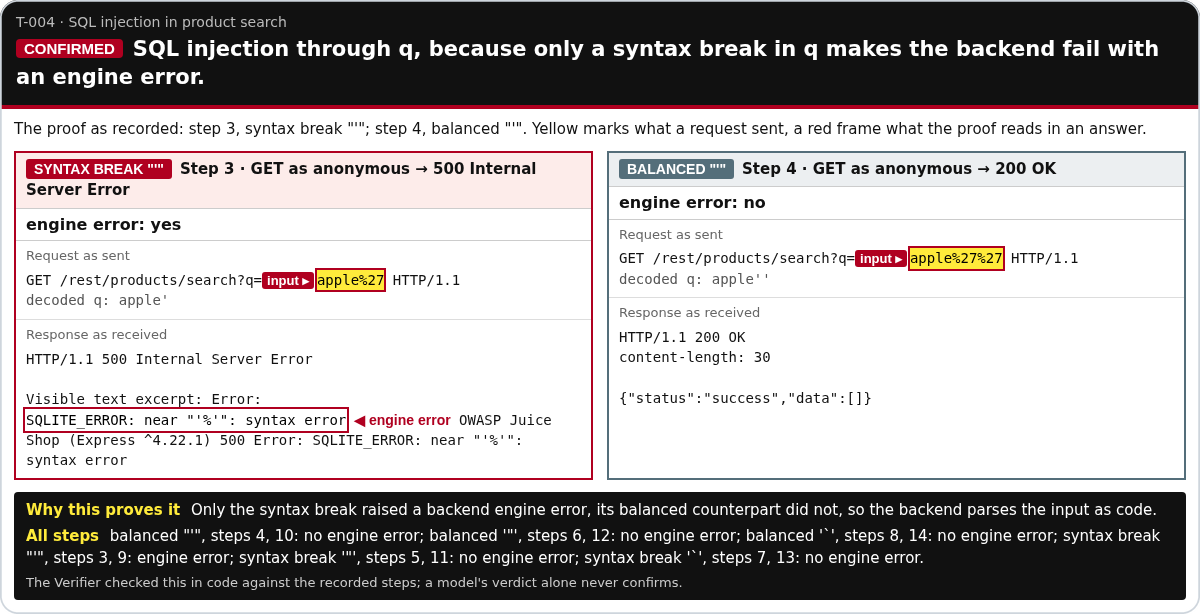 T-004 · SQL injection in product search
CONFIRMED SQL injection through q, because only a syntax break in q makes the backend fail with
an engine error.
The proof as recorded: step 3, syntax break "'"; step 4, balanced "'". Yellow marks what a request sent, a red frame what the proof reads in an answer.
SYNTAX BREAK "'" Step 3 · GET as anonymous → 500 Internal
Server Error
engine error: yes
Request as sent
GET /rest/products/search?q=input ▸ apple%27 HTTP/1.1
decoded q: apple'
Response as received
HTTP/1.1 500 Internal Server Error
Visible text excerpt: Error:
SQLITE_ERROR: near "'%'": syntax error ◀ engine error OWASP Juice
Shop (Express ^4.22.1) 500 Error: SQLITE_ERROR: near "'%'":
syntax error
BALANCED "'" Step 4 · GET as anonymous → 200 OK
engine error: no
Request as sent
GET /rest/products/search?q=input ▸ apple%27%27 HTTP/1.1
decoded q: apple''
Response as received
HTTP/1.1 200 OK
content-length: 30
{"status":"success","data":[]}
Why this proves it Only the syntax break raised a backend engine error, its balanced counterpart did not, so the backend parses the input as code.
All steps balanced "'", steps 4, 10: no engine error; balanced '"', steps 6, 12: no engine error; balanced '`', steps 8, 14: no engine error; syntax break
"'", steps 3, 9: engine error; syntax break '"', steps 5, 11: no engine error; syntax break '`', steps 7, 13: no engine error.
The Verifier checked this in code against the recorded steps; a model's verdict alone never confirms.